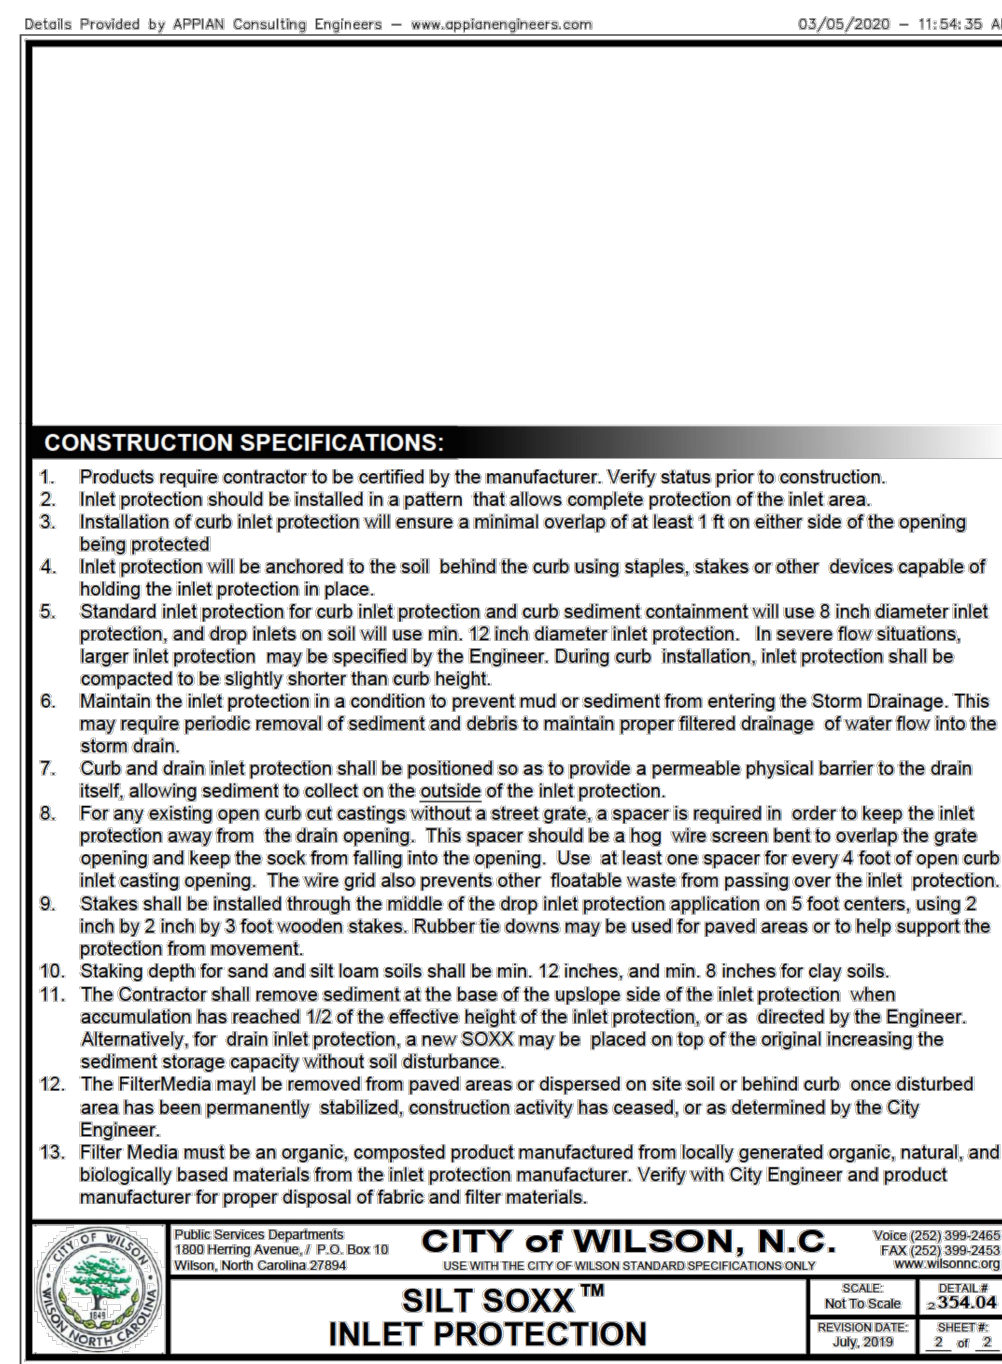 Details Provided by APPIAN Consulting Engineers – www.appianengineers.com 03/05/2020 – 11:54:35
CONSTRUCTION SPECIFICATIONS:
1. Products require contractor to be certified by the manufacturer. Verify status prior to construction.
2. Inlet protection should be installed in a pattern that allows complete protection of the inlet area.
3. Installation of curb inlet protection will ensure a minimal overlap of at least 1 ft on either side of the opening
being protected
4. Inlet protection will be anchored to the soil behind the curb using staples, stakes or other devices capable of
holding the inlet protection in place.
5. Standard inlet protection for curb inlet protection and curb sediment containment will use 8 inch diameter inlet
protection, and drop inlets on soil will use min. 12 inch diameter inlet protection. In severe flow situations,
larger inlet protection may be specified by the Engineer. During curb installation, inlet protection shall be
compacted to be slightly shorter than curb height.
6. Maintain the inlet protection in a condition to prevent mud or sediment from entering the Storm Drainage. This
may require periodic removal of sediment and debris to maintain proper filtered drainage of water flow into the
storm drain.
7. Curb and drain inlet protection shall be positioned so as to provide a permeable physical barrier to the drain
itself, allowing sediment to collect on the outside of the inlet protection.
8. For any existing open curb cut castings without a street grate, a spacer is required in order to keep the inlet
protection away from the drain opening. This spacer should be a hog wire screen bent to overlap the grate
opening and keep the sock from falling into the opening. Use at least one spacer for every 4 foot of open curb
inlet casting opening. The wire grid also prevents other floatable waste from passing over the inlet protection.
9. Stakes shall be installed through the middle of the drop inlet protection application on 5 foot centers, using 2
inch by 2 inch by 3 foot wooden stakes. Rubber tie downs may be used for paved areas or to help support the
protection from movement.
10. Staking depth for sand and silt loam soils shall be min. 12 inches, and min. 8 inches for clay soils.
11. The Contractor shall remove sediment at the base of the upslope side of the inlet protection when
accumulation has reached 1/2 of the effective height of the inlet protection, or as directed by the Engineer.
Alternatively, for drain inlet protection, a new SOXX may be placed on top of the original increasing the
sediment storage capacity without soil disturbance.
12. The FilterMedia mayl be removed from paved areas or dispersed on site soil or behind curb once disturbed
area has been permanently stabilized, construction activity has ceased, or as determined by the City
Engineer.
13. Filter Media must be an organic, composted product manufactured from locally generated organic, natural, and
biologically based materials from the inlet protection manufacturer. Verify with City Engineer and product
manufacturer for proper disposal of fabric and filter materials.
CITY OF WILSON
NORTH CAROLINA
1849
Public Services Departments
1800 Herring Avenue, / P.O. Box 10
Wilson, North Carolina 27894
CITY of WILSON, N.C.
USE WITH THE CITY OF WILSON STANDARD SPECIFICATIONS ONLY
Voice (252) 399-2465
FAX (252) 399-2453
www.wilsonnc.org
SILT SOXX™
INLET PROTECTION
SCALE:
Not To Scale
DETAIL#
2354.04
REVISION DATE:
July, 2019
SHEET #:
2 of 2